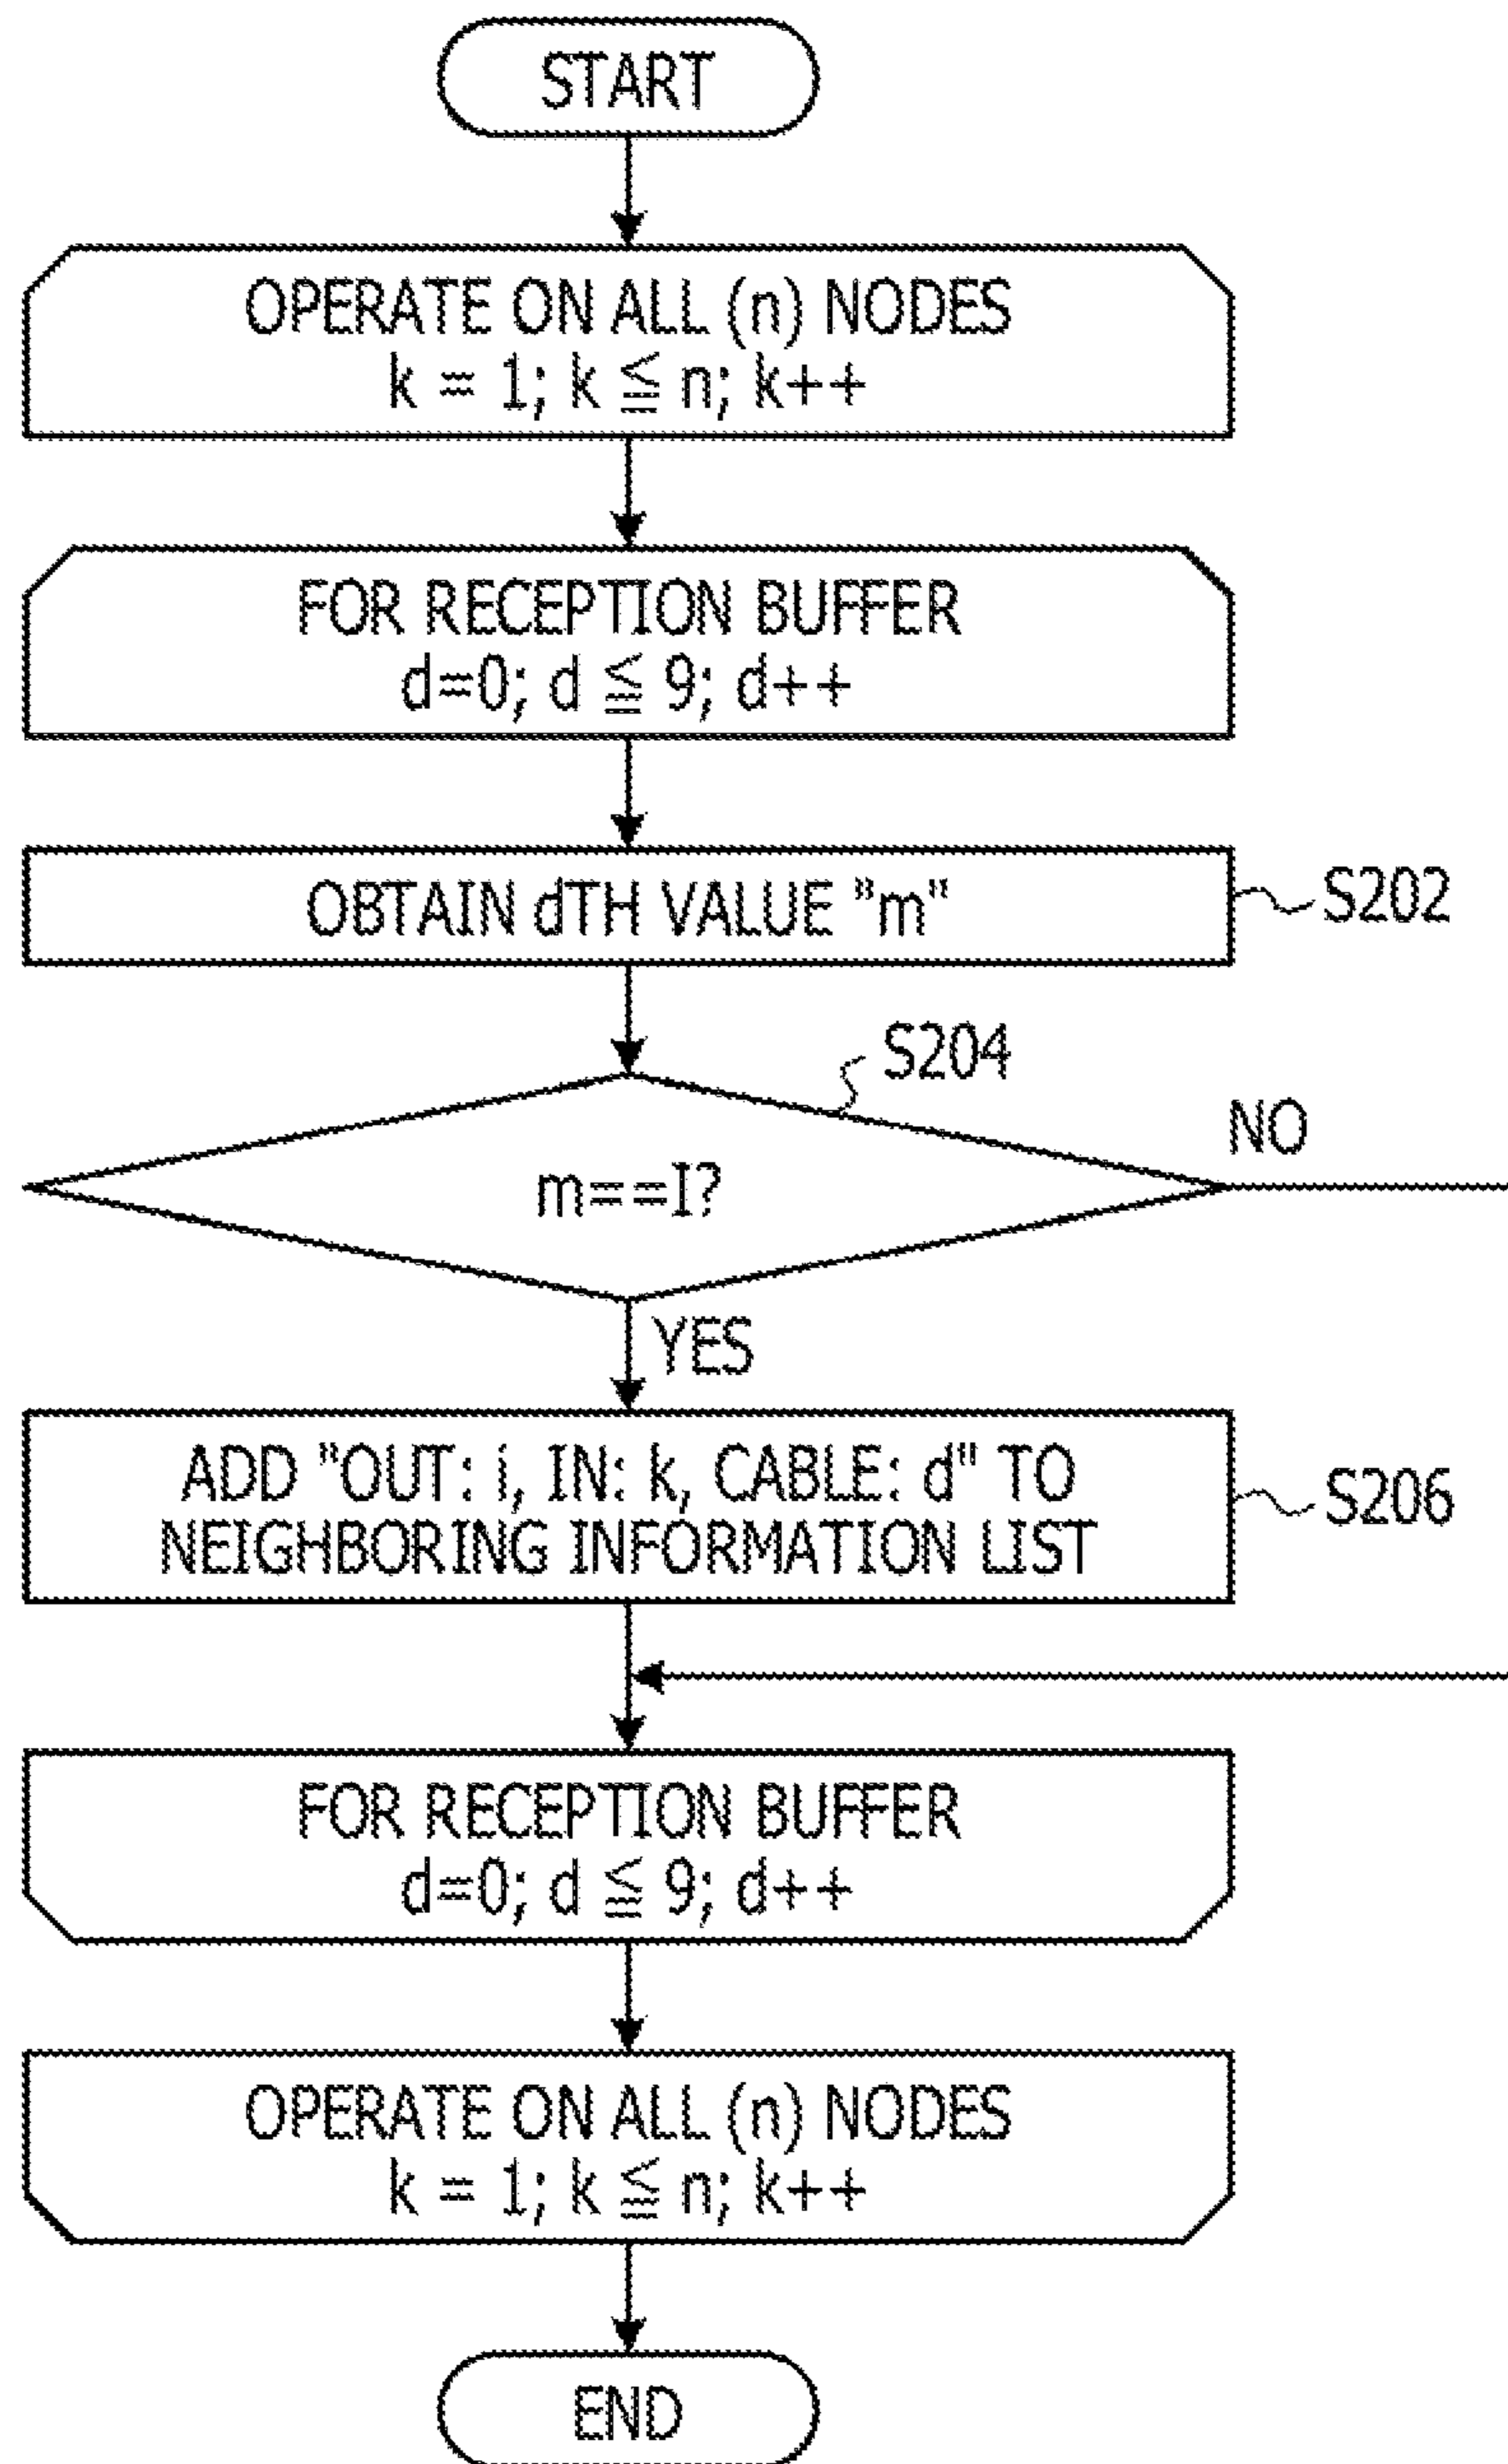 START
OPERATE ON ALL (n) NODES
k = 1; k ≦ n; k++
FOR RECEPTION BUFFER
d=0; d ≦ 9; d++
OBTAIN dTH VALUE "m"
S202
S204
NO
m==I?
YES
ADD "OUT: i, IN: k, CABLE: d" TO
NEIGHBORING INFORMATION LIST
S206
FOR RECEPTION BUFFER
d=0; d ≦ 9; d++
OPERATE ON ALL (n) NODES
k = 1; k ≦ n; k++
END